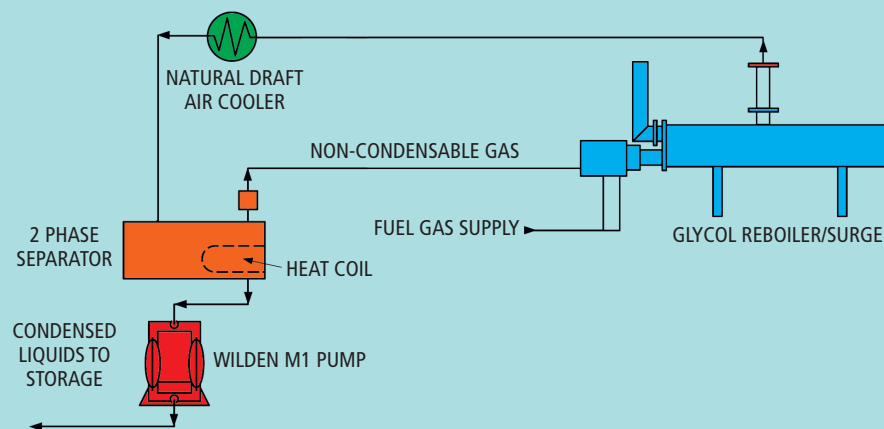 NATURAL DRAFT
AIR COOLER
NON-CONDENSABLE GAS
FUEL GAS SUPPLY
GLYCOL REBOILER/SURGE
2 PHASE
SEPARATOR
HEAT COIL
CONDENSED
LIQUIDS TO
STORAGE
WILDEN M1 PUMP